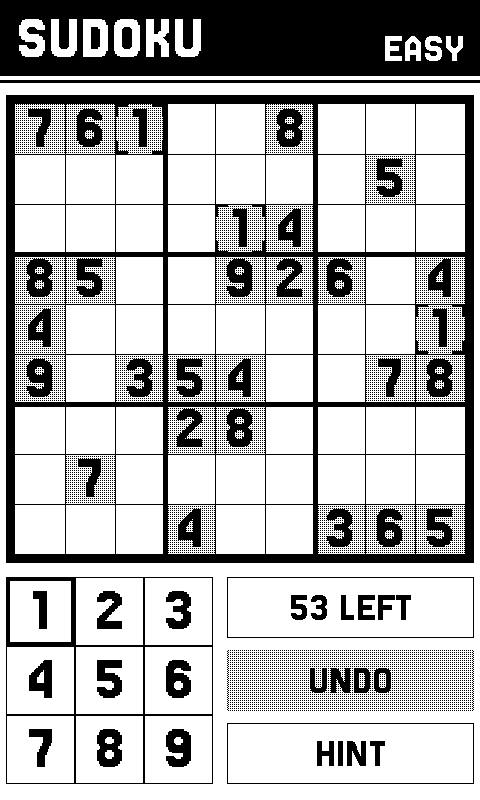 SUDOKU EASY
7 6 1 8
5
1 4
8 5 9 2 6 4
4 1
9 3 5 4 7 8
2 8
7
4 3 6 5
1 2 3 53 LEFT
4 5 6 UNDO
7 8 9 HINT